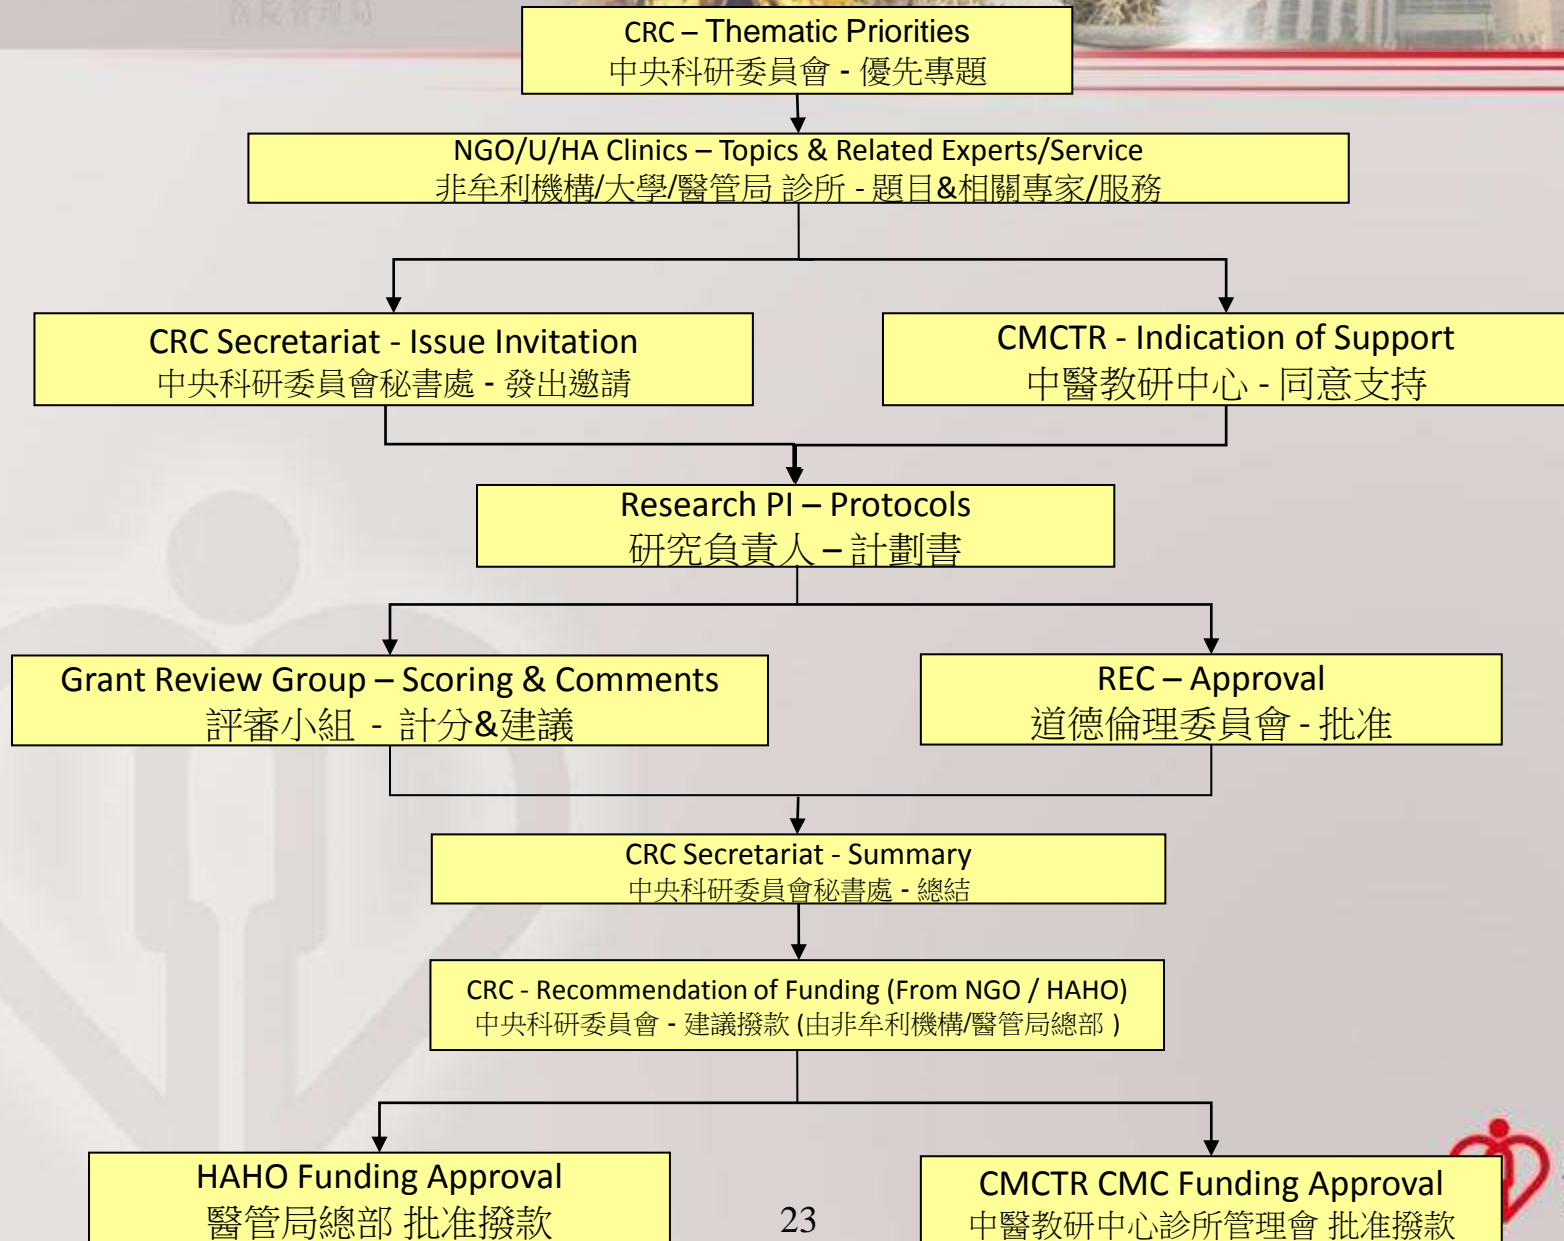 醫院管理局
CRC – Thematic Priorities
中央科研委員會 - 優先專題
NGO/U/HA Clinics – Topics & Related Experts/Service
非牟利機構/大學/醫管局 診所 - 題目&相關專家/服務
CRC Secretariat - Issue Invitation
中央科研委員會秘書處 - 發出邀請
CMCTR - Indication of Support
中醫教研中心 - 同意支持
Research PI – Protocols
研究負責人 – 計劃書
Grant Review Group – Scoring & Comments
評審小組 - 計分&建議
REC – Approval
道德倫理委員會 - 批准
CRC Secretariat - Summary
中央科研委員會秘書處 - 總結
CRC - Recommendation of Funding (From NGO / HAHO)
中央科研委員會 - 建議撥款 (由非牟利機構/醫管局總部 )
HAHO Funding Approval
醫管局總部 批准撥款
CMCTR CMC Funding Approval
中醫教研中心診所管理會 批准撥款
23